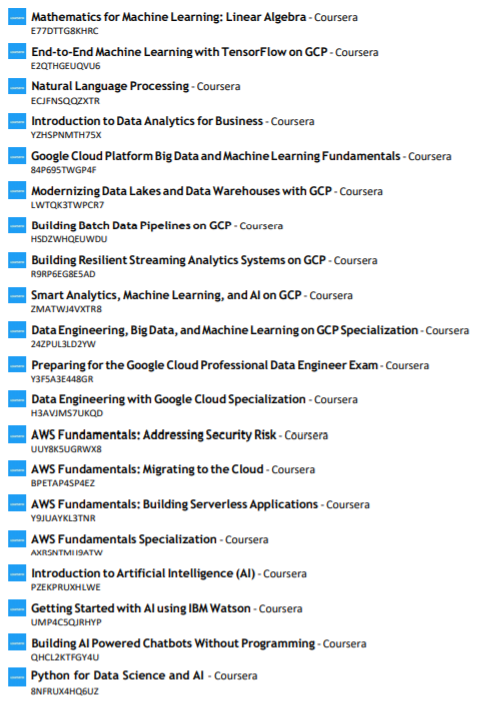 Mathematics for Machine Learning: Linear Algebra - Coursera
E77DTTG8KHRC
End-to-End Machine Learning with TensorFlow on GCP - Coursera
E2QTHGEUQVU6
Natural Language Processing - Coursera
ECJFNSQQZXTR
Introduction to Data Analytics for Business - Coursera
YZHSPNMTH75X
Google Cloud Platform Big Data and Machine Learning Fundamentals - Coursera
84P695TWGP4F
Modernizing Data Lakes and Data Warehouses with GCP - Coursera
LWTQK3TWPCR7
Building Batch Data Pipelines on GCP - Coursera
HSDZWHQEUWDU
Building Resilient Streaming Analytics Systems on GCP - Coursera
R9RP6EG8E5AD
Smart Analytics, Machine Learning, and AI on GCP - Coursera
ZMATWJ4VXTR8
Data Engineering, Big Data, and Machine Learning on GCP Specialization - Coursera
24ZPUL3LD2YW
Preparing for the Google Cloud Professional Data Engineer Exam - Coursera
Y3F5A3E448GR
Data Engineering with Google Cloud Specialization - Coursera
H3AVJMS7UKQD
AWS Fundamentals: Addressing Security Risk - Coursera
UUY8K5UGRWX8
AWS Fundamentals: Migrating to the Cloud - Coursera
BPETAP4SP4EZ
AWS Fundamentals: Building Serverless Applications - Coursera
Y9JUAYKL3TNR
AWS Fundamentals Specialization - Coursera
Introduction to Artificial Intelligence (AI) - Coursera
PZEKPRUXHLWE
Getting Started with AI using IBM Watson - Coursera
UMP4C5QJRHYP
Building AI Powered Chatbots Without Programming - Coursera
QHCL2KTFGY4U
Python for Data Science and AI - Coursera
8NFRUX4HQ6UZ